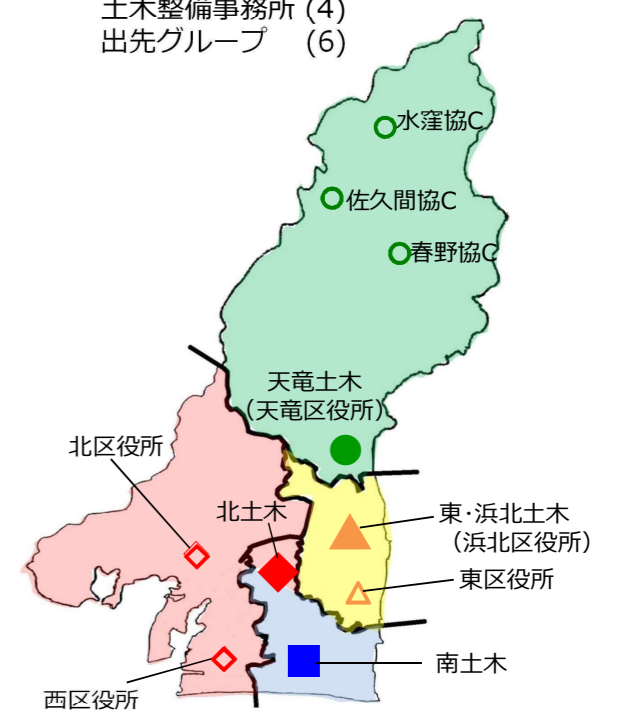 土木整備事務所 (4)
出先グループ (6)
水窪協C
佐久間協C
春野協C
天竜土木
(天竜区役所)
北区役所
北土木
東･浜北土木
(浜北区役所)
東区役所
南土木
西区役所